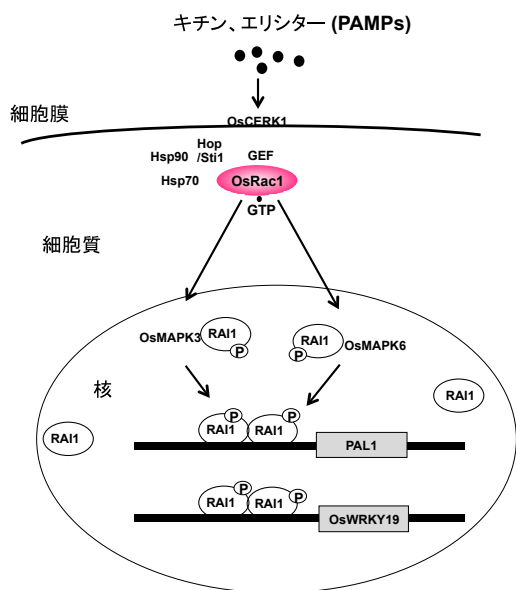 キチン、エリシター (PAMPs)
細胞膜
OsCERK1
Hop
/Sti1
Hsp90
GEF
Hsp70
OsRac1
GTP
細胞質
OsMAPK3
RAI1
P
RAI1
P
OsMAPK6
核
RAI1
RAI1
P
P
RAI1
RAI1
PAL1
P
P
RAI1
RAI1
OsWRKY19